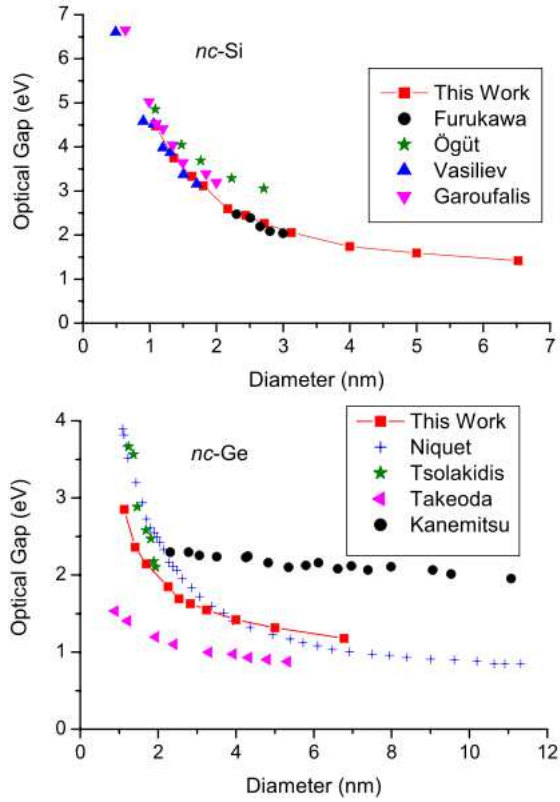 nc-Si
This Work
Furukawa
Ögüt
Vasiliev
Garoufalis
Optical Gap (eV)
7
6
5
4
3
2
1
0
0 1 2 3 4 5 6 7
Diameter (nm)
nc-Ge
This Work
Niquet
Tsolakidis
Takeoda
Kanemitsu
Optical Gap (eV)
4
3
2
1
0
0 2 4 6 8 10 12
Diameter (nm)